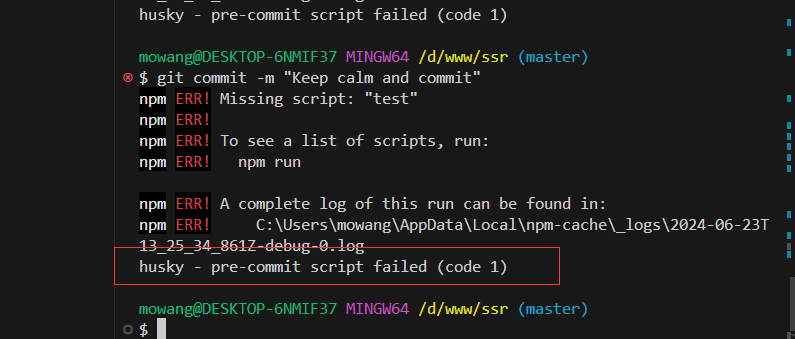 husky - pre-commit script failed (code 1)
mowang@DESKTOP-6NMIF37 MINGW64 /d/www/ssr (master)
$ git commit -m "Keep calm and commit"
npm ERR! Missing script: "test"
npm ERR!
npm ERR! To see a list of scripts, run:
npm ERR!   npm run
npm ERR! A complete log of this run can be found in:
npm ERR!     C:\Users\mowang\AppData\Local\npm-cache\_logs\2024-06-23T
13_25_34_861Z-debug-0.log
husky - pre-commit script failed (code 1)
mowang@DESKTOP-6NMIF37 MINGW64 /d/www/ssr (master)
$